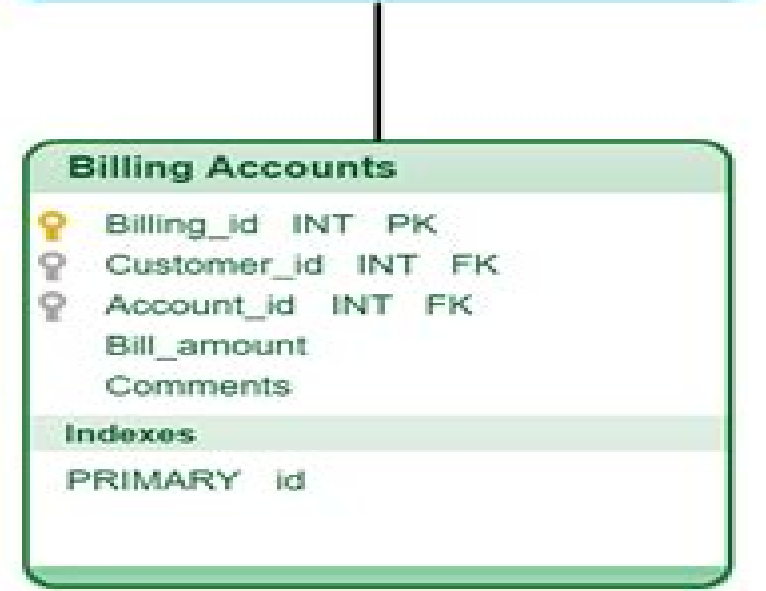 Billing Accounts
Billing_id INT PK
Customer_id INT FK
Account_id INT FK
Bill_amount
Comments
Indexes
PRIMARY id